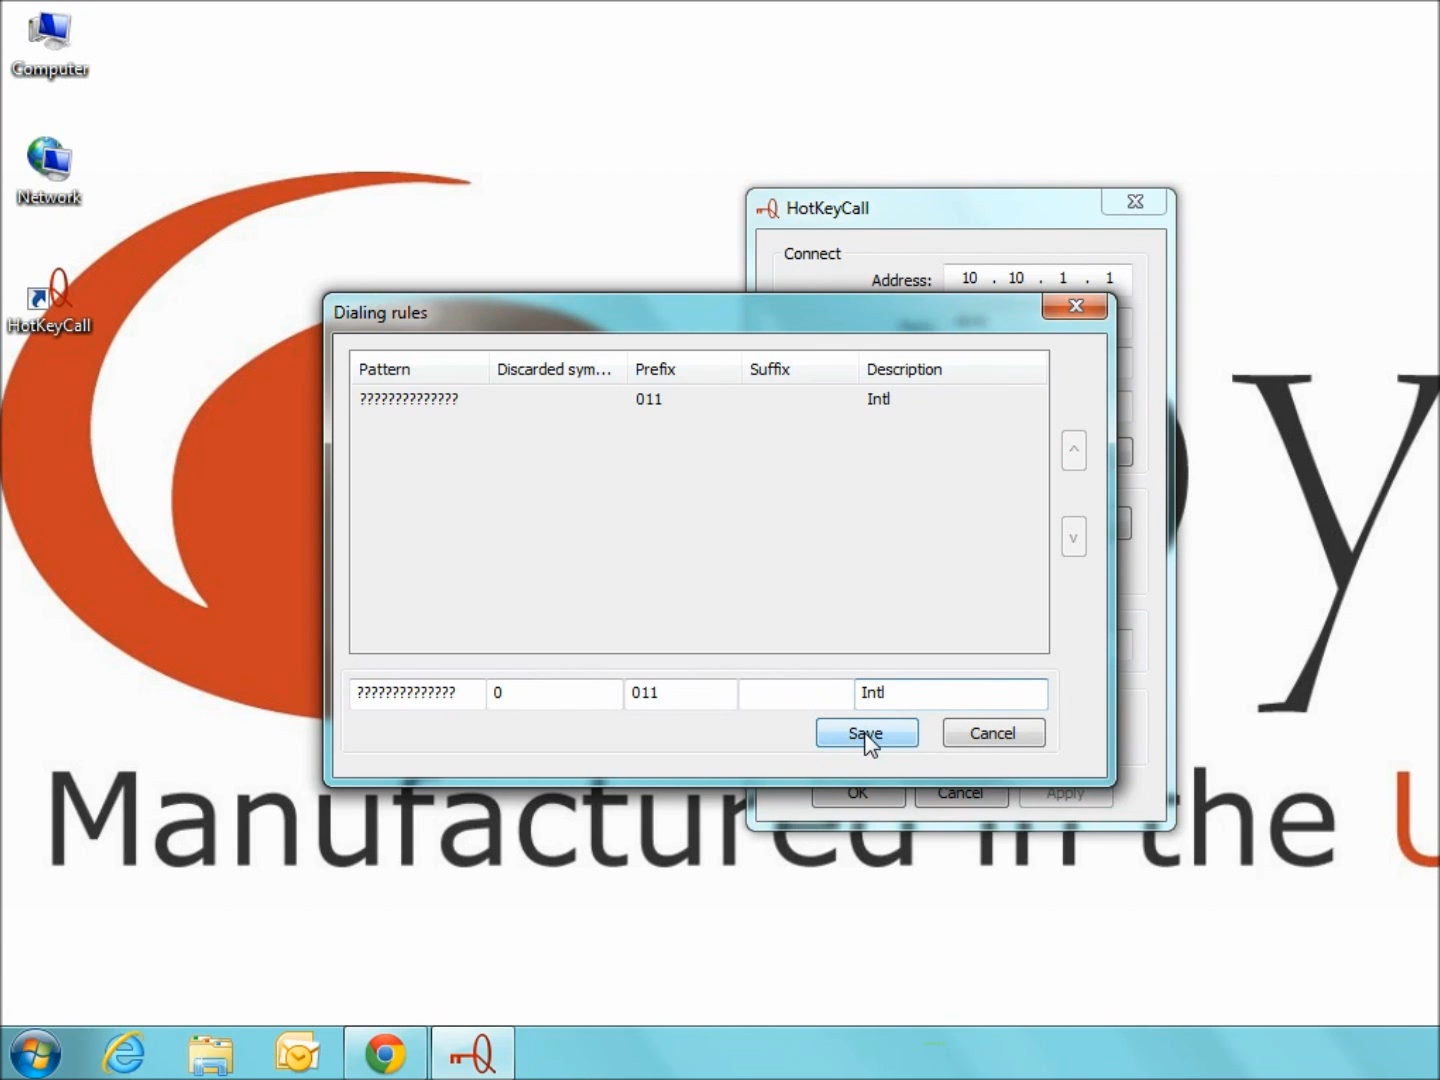 Computer
Network
HotKeyCall
HotKeyCall
Connect
Address: 10 . 10 . 1 . 1
Dialing rules
Pattern Discarded sym... Prefix Suffix Description
?????????????? 011 Intl
^
v
?????????????? 0 011 Intl
Save Cancel
OK Cancel Apply
y
Manufactured in the U